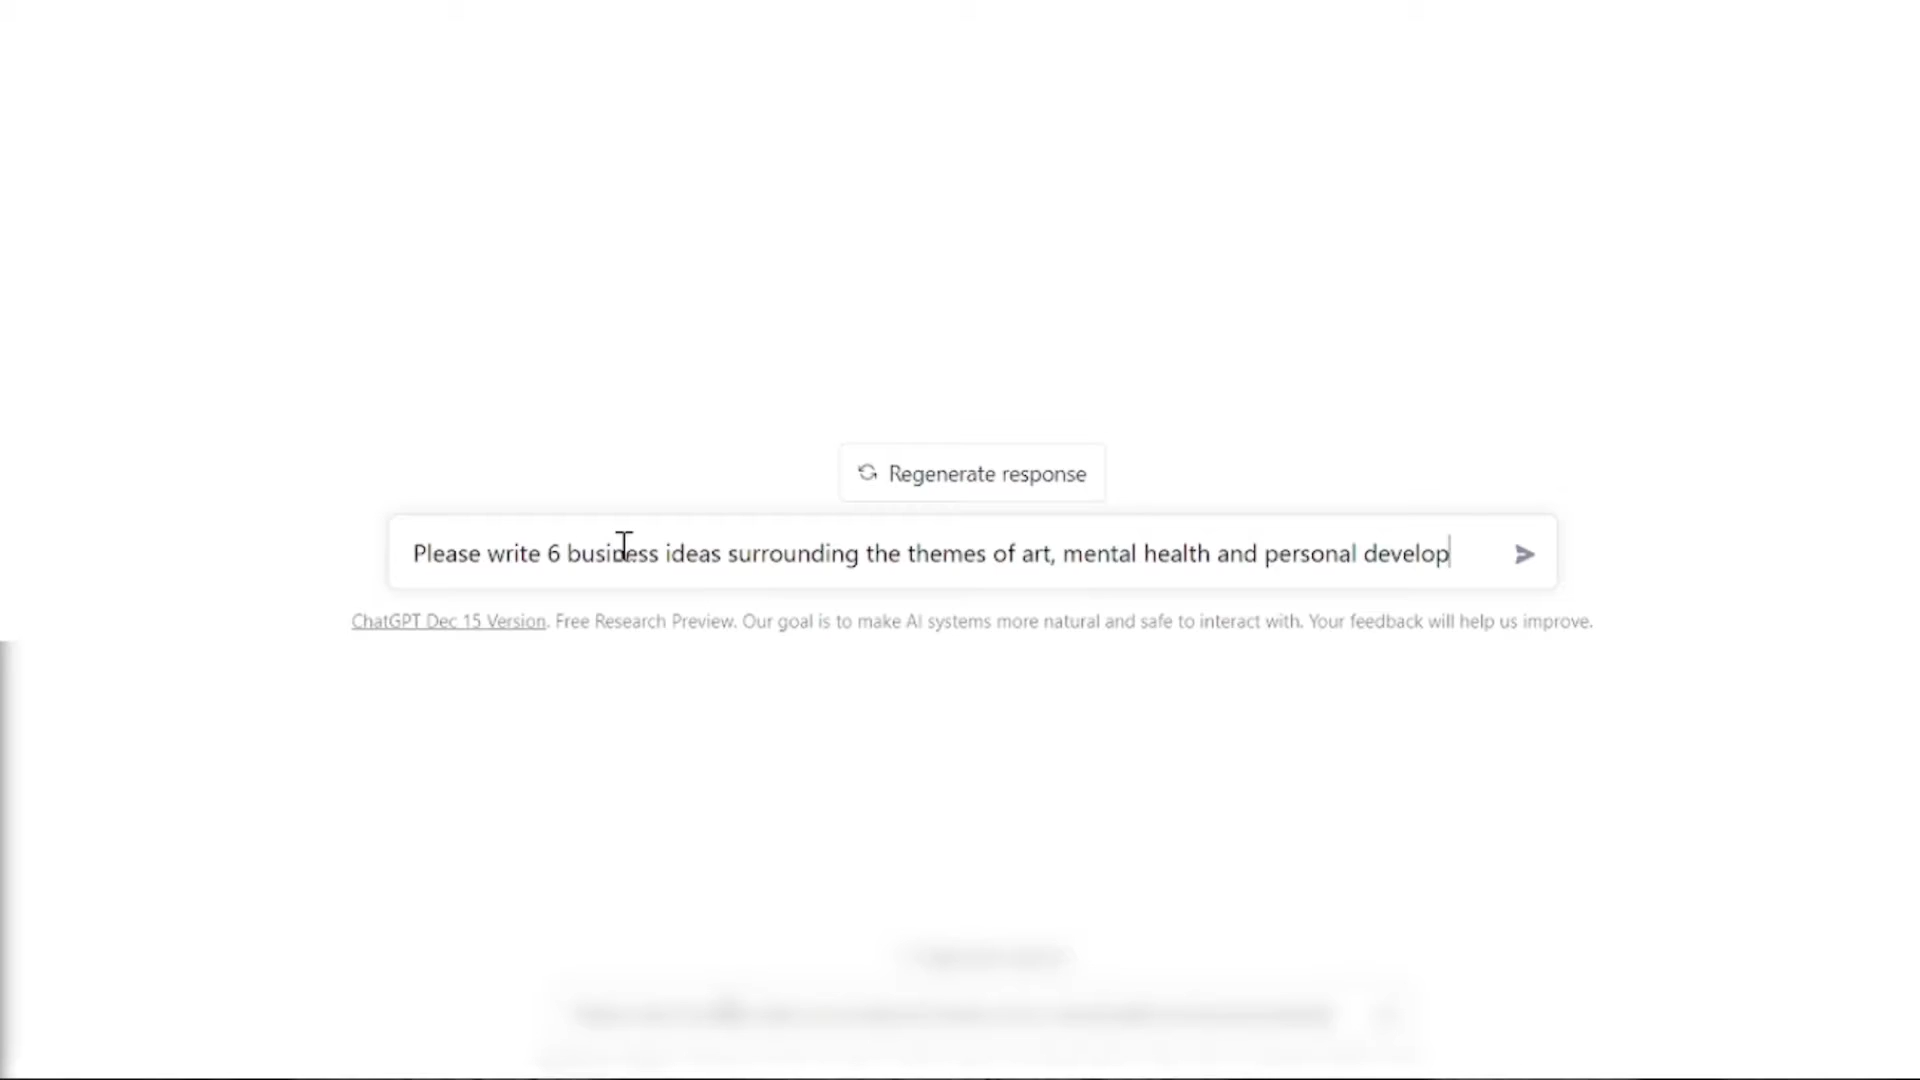 Regenerate response
Please write 6 business ideas surrounding the themes of art, mental health and personal develop
ChatGPT Dec 15 Version. Free Research Preview. Our goal is to make AI systems more natural and safe to interact with. Your feedback will help us improve.